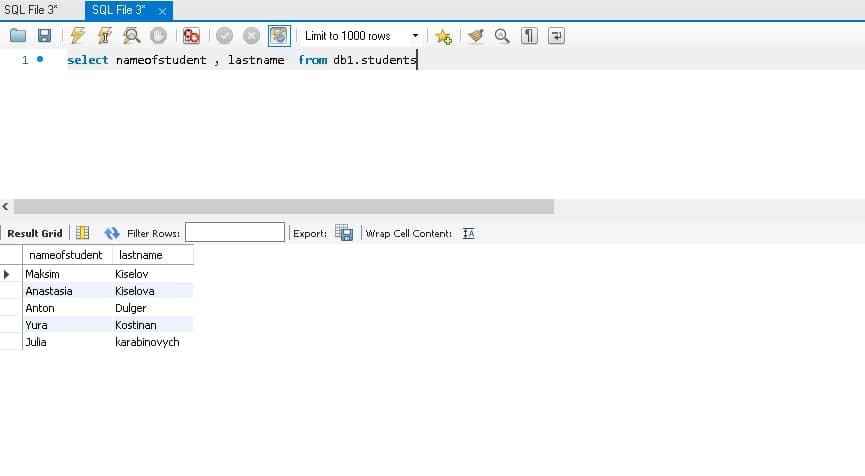 SQL File 3* SQL File 3* ×
Limit to 1000 rows
1 select nameofstudent , lastname from db1.students
Result Grid Filter Rows: Export: Wrap Cell Content:
nameofstudent lastname
Maksim Kiselov
Anastasia Kiselova
Anton Dulger
Yura Kostinan
Julia karabinovych